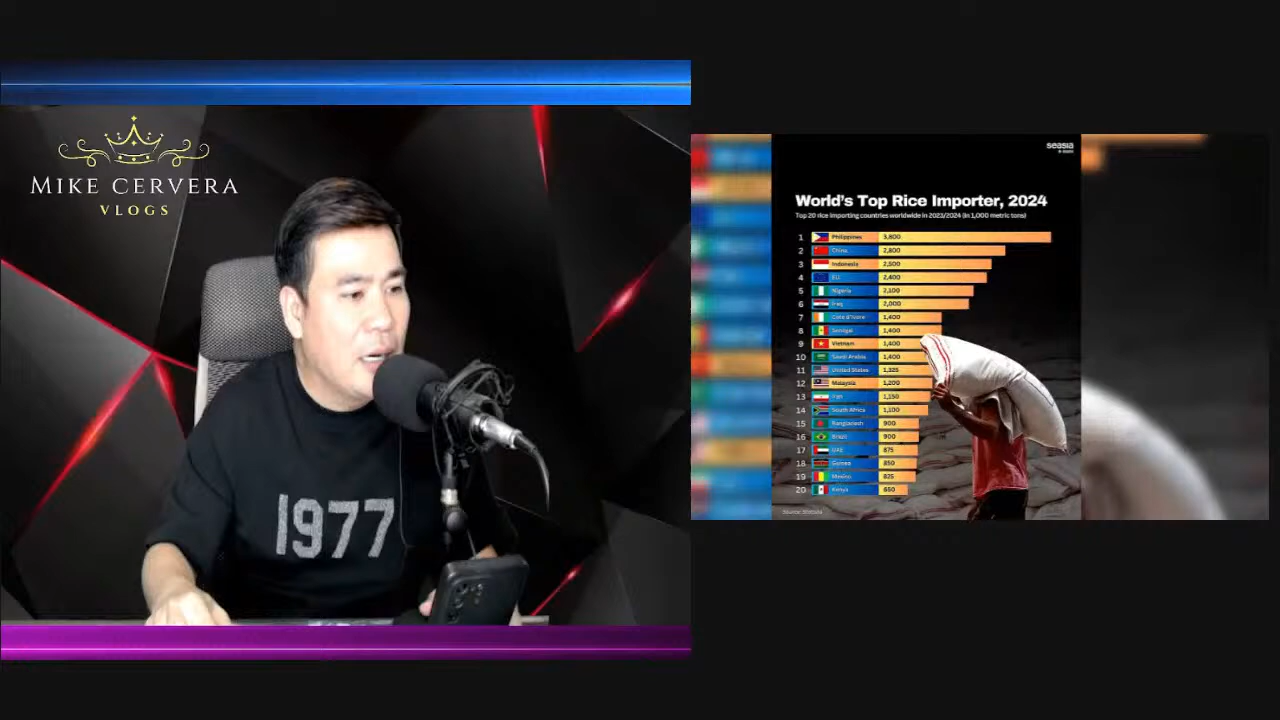 MIKE CERVERA
VLOGS
1977
seasia
World's Top Rice Importer, 2024
Top 20 rice importing countries worldwide in 2023/2024 (in 1,000 metric tons)
1 Philippines 3,800
2 China 2,800
3 Indonesia 2,500
4 EU 2,400
5 Nigeria 2,100
6 Iraq 2,000
7 Cote d'Ivore 1,400
8 Senegal 1,400
9 Vietnam 1,400
10 Saudi Arabia 1,400
11 United States 1,325
12 Malaysia 1,200
13 Iran 1,150
14 South Africa 1,100
15 Bangladesh 900
16 Brazil 900
17 UAE 875
18 Guinea 850
19 Mexico 825
20 Kenya 650
Source: Statista